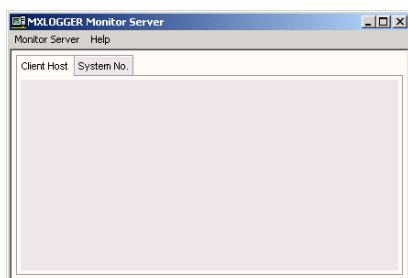 MXLOGGER Monitor Server
Monitor Server Help
Client Host System No.